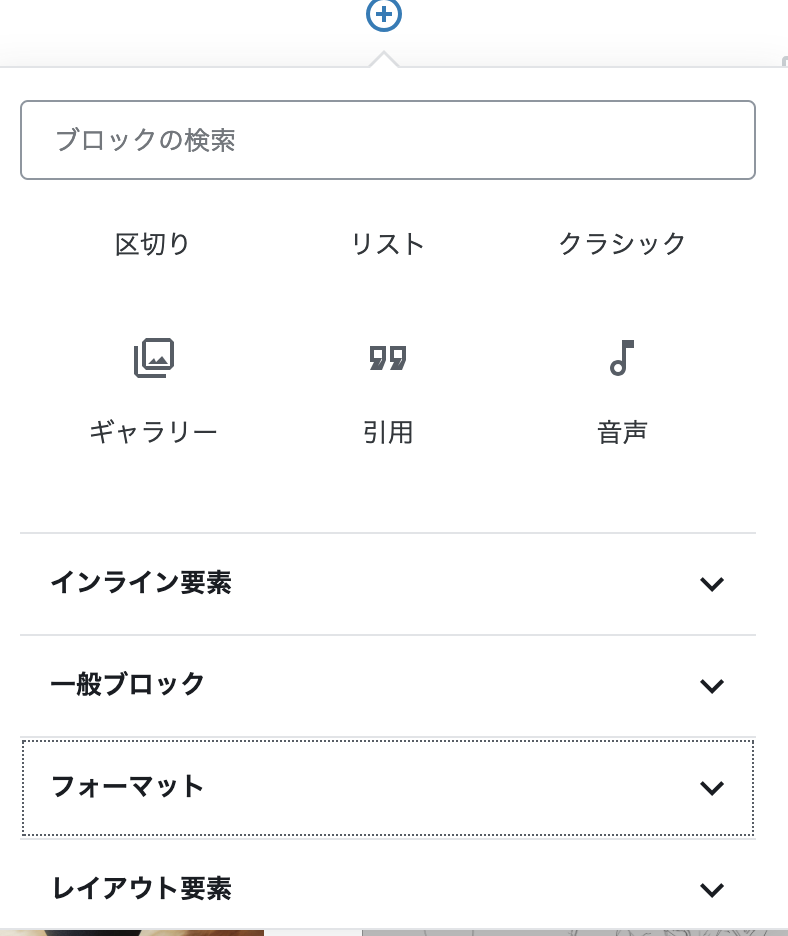 ブロックの検索
区切り
リスト
クラシック
ギャラリー
引用
音声
インライン要素
一般ブロック
フォーマット
レイアウト要素